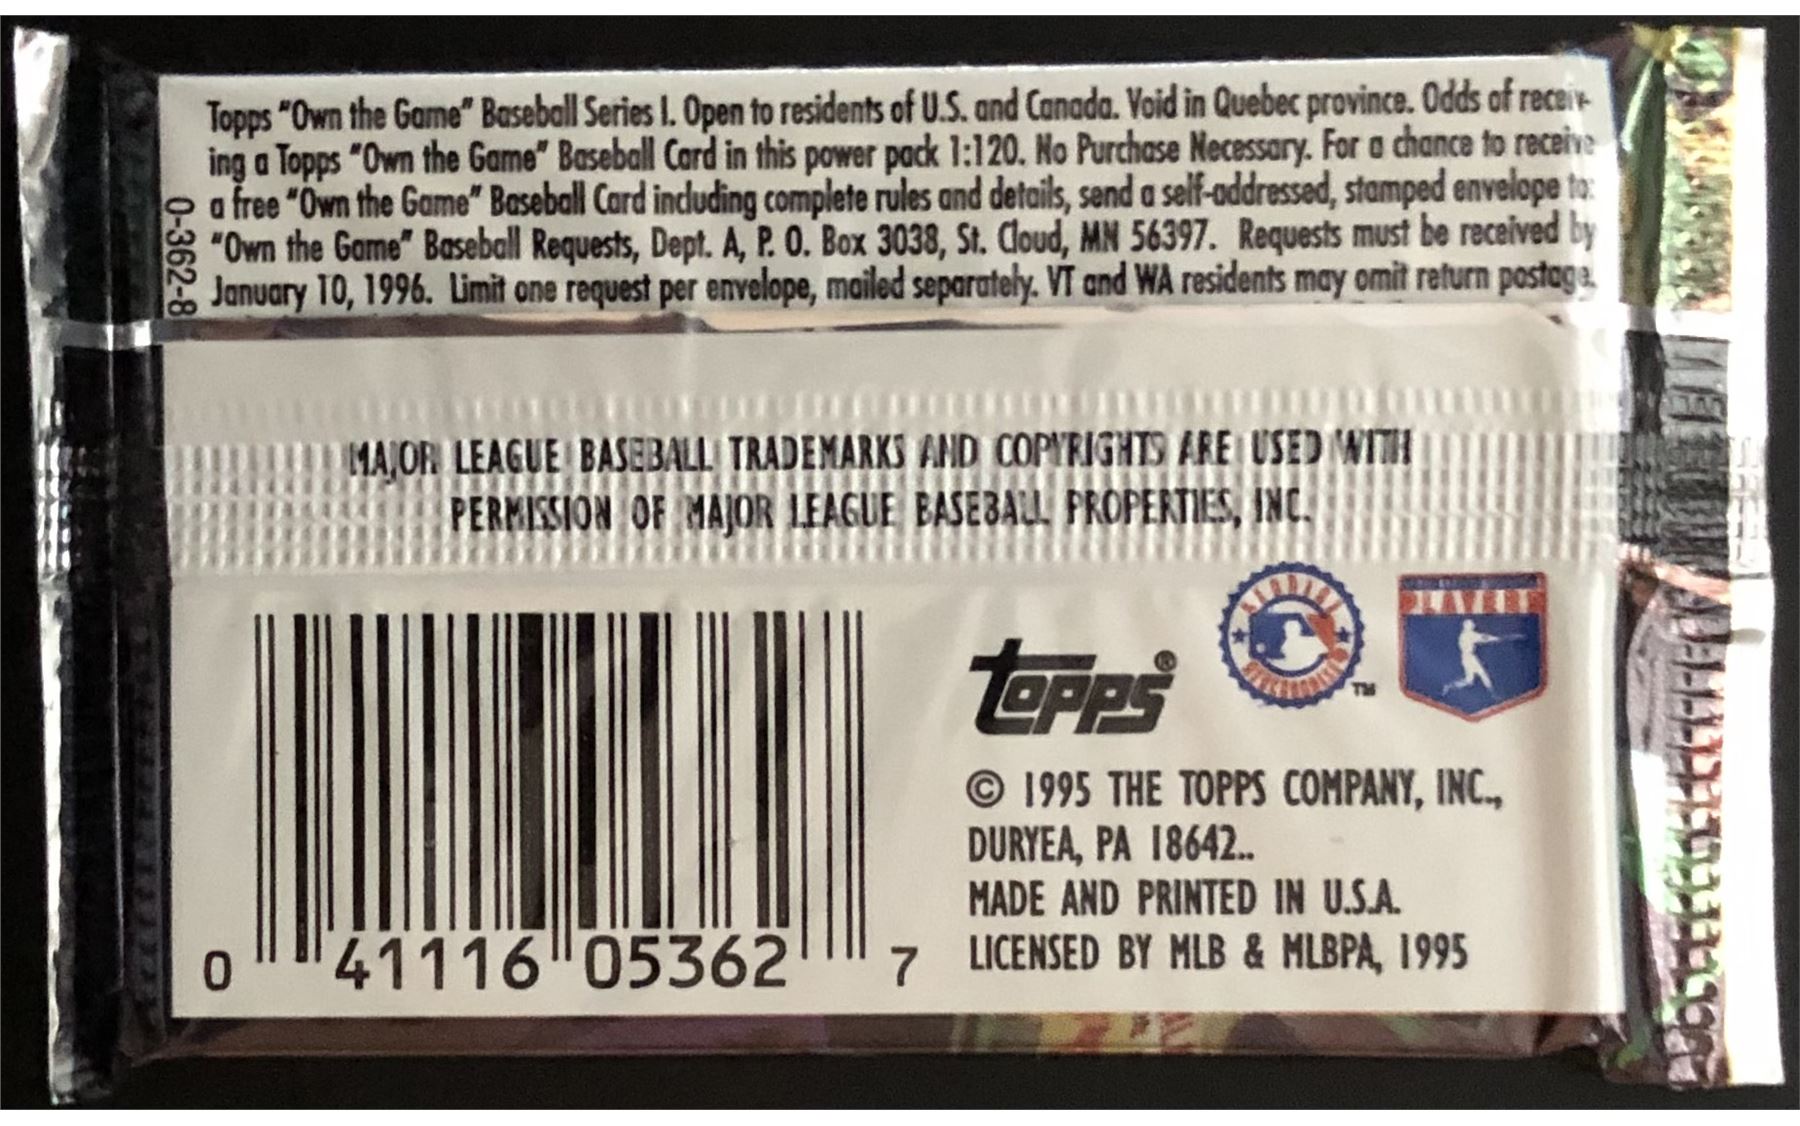 Topps "Own the Game" Baseball Series I. Open to residents of U.S. and Canada. Void in Quebec province. Odds of receiv-
ing a Topps "Own the Game" Baseball Card in this power pack 1:120. No Purchase Necessary. For a chance to receive
a free "Own the Game" Baseball Card including complete rules and details, send a self-addressed, stamped envelope to:
"Own the Game" Baseball Requests, Dept. A, P. O. Box 3038, St. Cloud, MN 56397. Requests must be received by
January 10, 1996. Limit one request per envelope, mailed separately. VT and WA residents may omit return postage.
0-362-8
MAJOR LEAGUE BASEBALL TRADEMARKS AND COPYRIGHTS ARE USED WITH
PERMISSION OF MAJOR LEAGUE BASEBALL PROPERTIES, INC.
PLAYERS
TOPPS®
TM
© 1995 THE TOPPS COMPANY, INC.,
DURYEA, PA 18642..
MADE AND PRINTED IN U.S.A.
LICENSED BY MLB & MLBPA, 1995
0 41116 05362 7